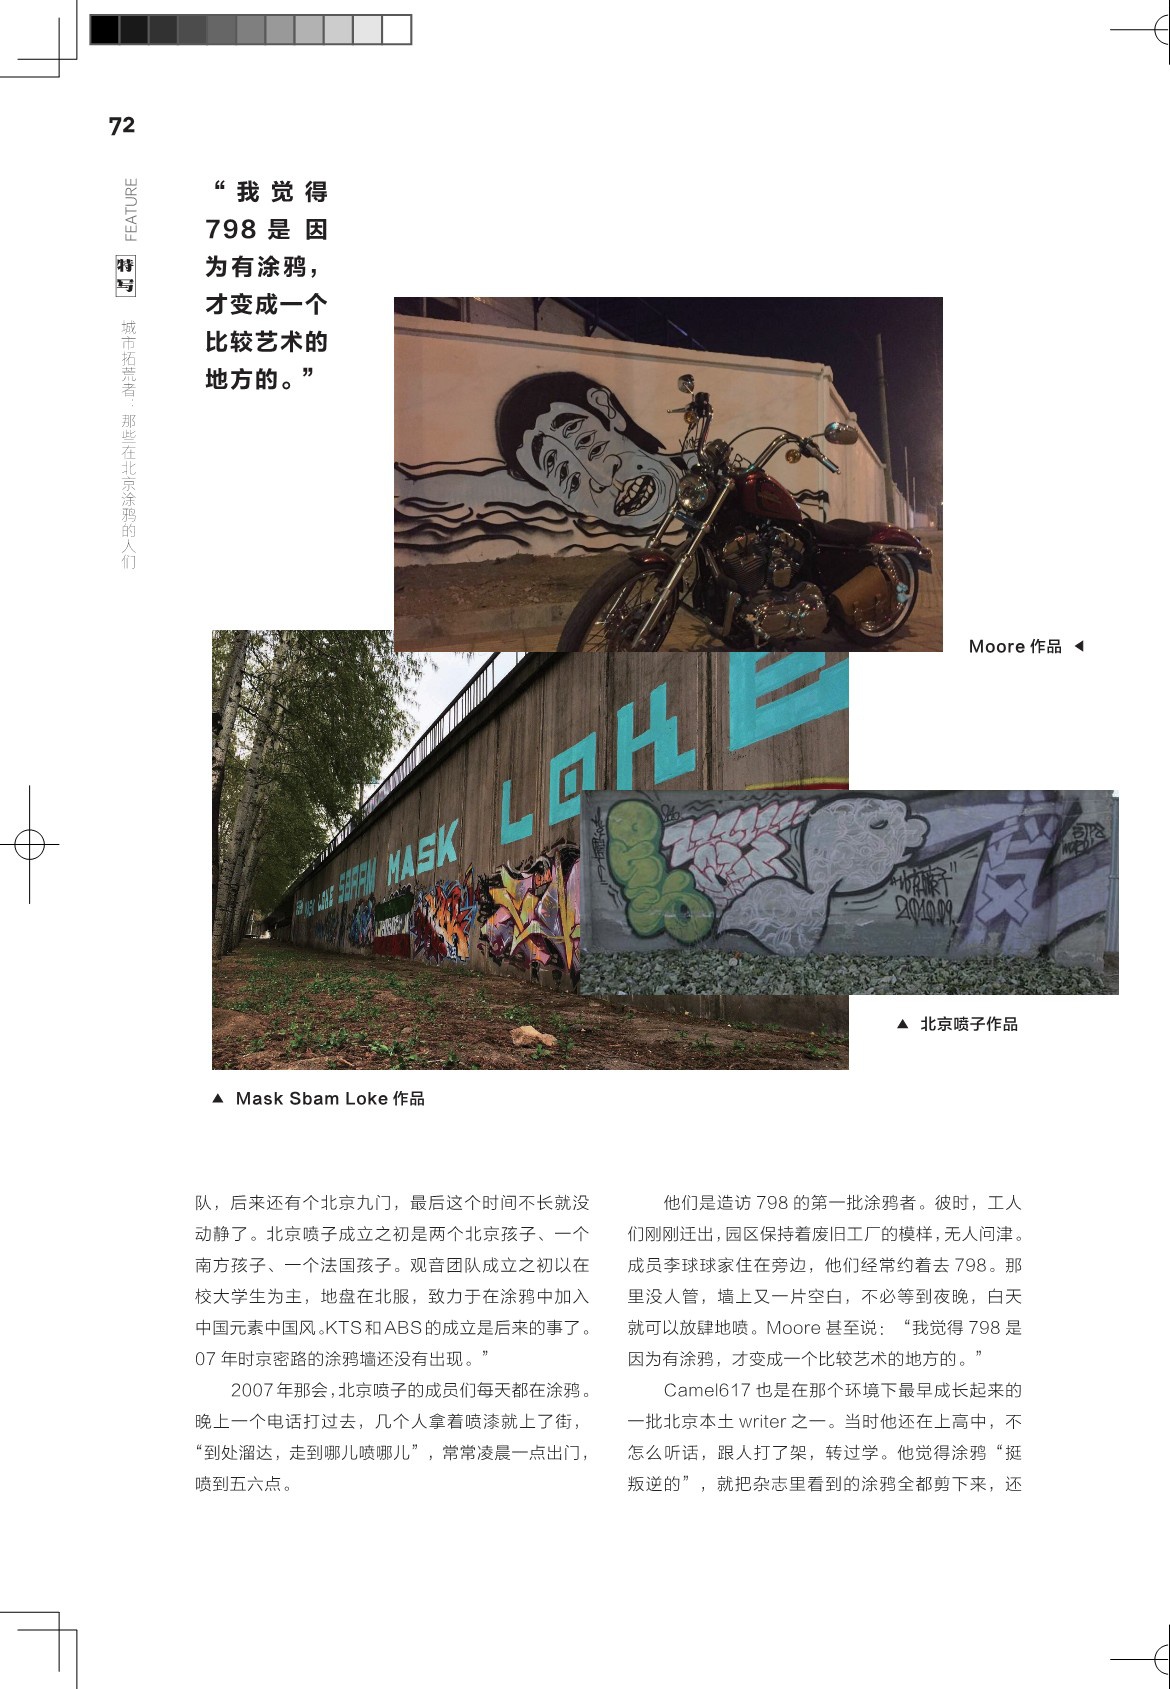 72
FEATURE
特写
城市拓荒者：那些在北京涂鸦的人们
“我觉得
798是因
为有涂鸦，
才变成一个
比较艺术的
地方的。”
Moore 作品
LOKE
SBAM MASK LOKE SBAAM MASK
2010.09
北京喷子作品
Mask Sbam Loke 作品
队，后来还有个北京九门，最后这个时间不长就没
动静了。北京喷子成立之初是两个北京孩子、一个
南方孩子、一个法国孩子。观音团队成立之初以在
校大学生为主，地盘在北服，致力于在涂鸦中加入
中国元素中国风。KTS和ABS的成立是后来的事了。
07 年时京密路的涂鸦墙还没有出现。”
2007年那会，北京喷子的成员们每天都在涂鸦。
晚上一个电话打过去，几个人拿着喷漆就上了街，
“到处溜达，走到哪儿喷哪儿”，常常凌晨一点出门，
喷到五六点。
他们是造访 798 的第一批涂鸦者。彼时，工人
们刚刚迁出，园区保持着废旧工厂的模样，无人问津。
成员李球球家住在旁边，他们经常约着去 798。那
里没人管，墙上又一片空白，不必等到夜晚，白天
就可以放肆地喷。Moore 甚至说：“我觉得 798 是
因为有涂鸦，才变成一个比较艺术的地方的。”
Camel617 也是在那个环境下最早成长起来的
一批北京本土 writer 之一。当时他还在上高中，不
怎么听话，跟人打了架，转过学。他觉得涂鸦“挺
叛逆的”，就把杂志里看到的涂鸦全都剪下来，还